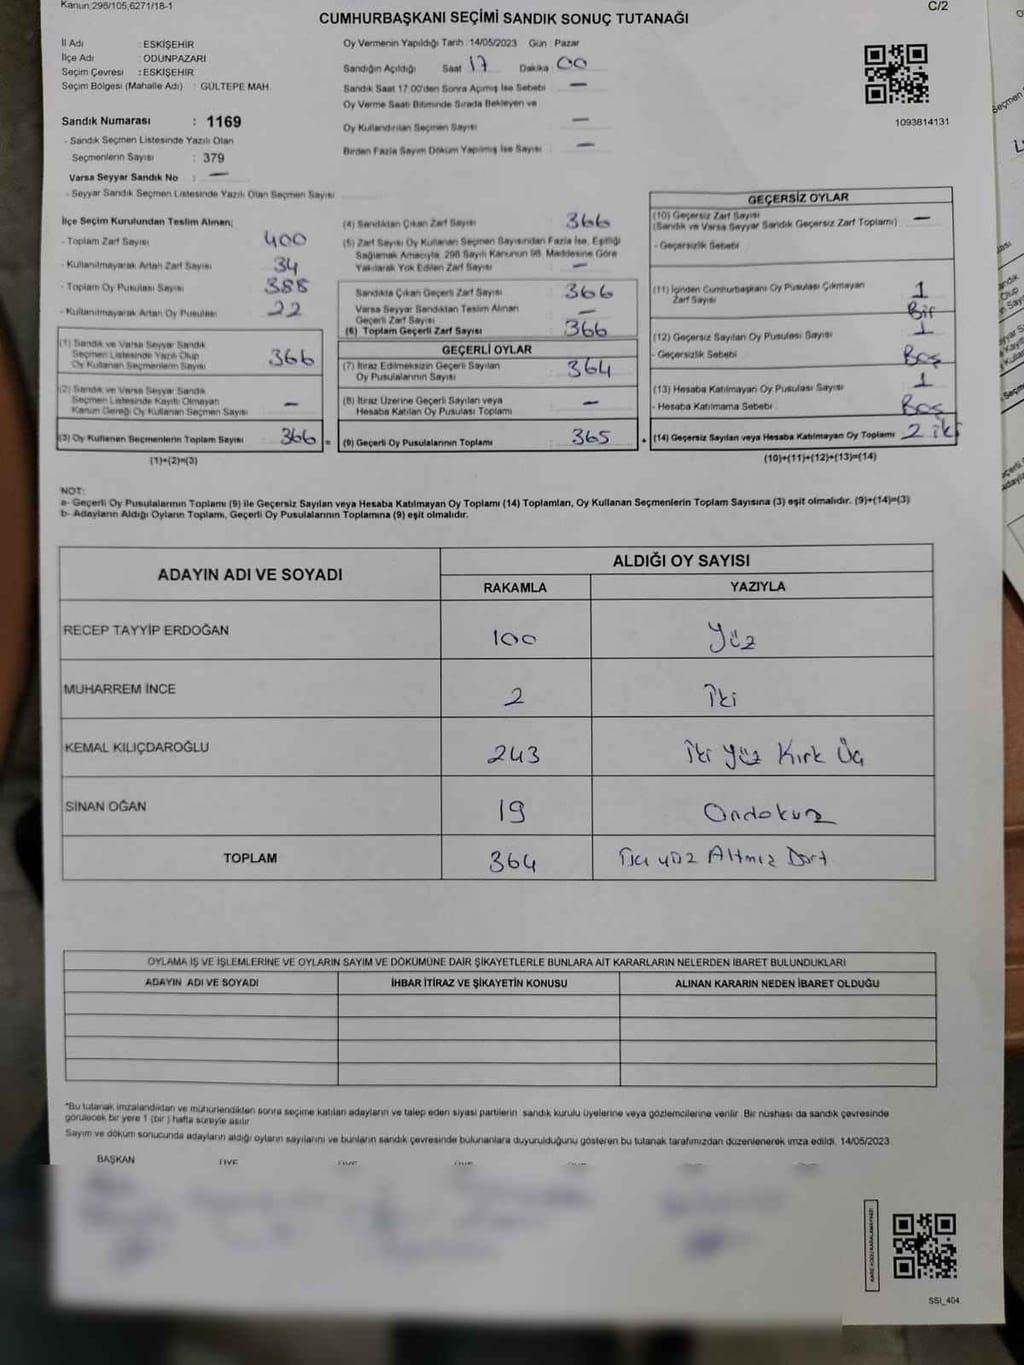 Kanun:298/105,6271/18-1
C/2
CUMHURBAŞKANI SEÇİMİ SANDIK SONUÇ TUTANAĞI
İl Adı : ESKİŞEHİR
İlçe Adı : ODUNPAZARI
Seçim Çevresi : ESKİŞEHİR
Seçim Bölgesi (Mahalle Adı) : GÜLTEPE MAH.
Sandık Numarası : 1169
- Sandık Seçmen Listesinde Yazılı Olan
Seçmenlerin Sayısı : 379
Varsa Seyyar Sandık No : —
- Seyyar Sandık Seçmen Listesinde Yazılı Olan Seçmen Sayısı
Oy Vermenin Yapıldığı Tarih :14/05/2023 Gün : Pazar
Sandığın Açıldığı Saat 17 Dakika 00
Sandık Saat 17:00'den Sonra Açımış İse Sebebi —
Oy Verme Saati Bitiminde Sırada Bekleyen ve
Oy Kullandırılan Seçmen Sayısı —
Birden Fazla Sayım Döküm Yapılmış İse Sayısı —
1093814131
İlçe Seçim Kurulundan Teslim Alınan;
- Toplam Zarf Sayısı 400
- Kullanılmayarak Artan Zarf Sayısı 34
- Toplam Oy Pusulası Sayısı 388
- Kullanılmayarak Artan Oy Pusulası 22
(1) Sandık ve Varsa Seyyar Sandık
Seçmen Listesinde Yazılı Olup
Oy Kullanan Seçmenlerin Sayısı 366
(2) Sandık ve Varsa Seyyar Sandık
Seçmen Listesinde Kayıtlı Olmayan
Kanun Gereği Oy Kullanan Seçmen Sayısı —
(3) Oy Kullanan Seçmenlerin Toplam Sayısı 366 =
(1)+(2)=(3)
(4) Sandıktan Çıkan Zarf Sayısı 366
(5) Zarf Sayısı Oy Kullanan Seçmen Sayısından Fazla İse, Eşitliği
Sağlamak Amacıyla, 298 Sayılı Kanunun 98. Maddesine Göre
Yakılarak Yok Edilen Zarf Sayısı —
Sandıkta Çıkan Geçerli Zarf Sayısı 366
Varsa Seyyar Sandıktan Teslim Alınan
Geçerli Zarf Sayısı —
(6) Toplam Geçerli Zarf Sayısı 366
GEÇERLİ OYLAR
(7) İtiraz Edilmeksizin Geçerli Sayılan
Oy Pusulalarının Sayısı 364
(8) İtiraz Üzerine Geçerli Sayılan veya
Hesaba Katılan Oy Pusulası Toplamı —
(9) Geçerli Oy Pusulalarının Toplamı 365 +
GEÇERSİZ OYLAR
(10) Geçersiz Zarf Sayısı
(Sandık ve Varsa Seyyar Sandık Geçersiz Zarf Toplamı) —
- Geçersizlik Sebebi
(11) İçinden Cumhurbaşkanı Oy Pusulası Çıkmayan
Zarf Sayısı 1 Bir
(12) Geçersiz Sayılan Oy Pusulası Sayısı 1
- Geçersizlik Sebebi Boş
(13) Hesaba Katılmayan Oy Pusulası Sayısı 1
- Hesaba Katılmama Sebebi Boş
(14) Geçersiz Sayılan veya Hesaba Katılmayan Oy Toplamı 2 iki
(10)+(11)+(12)+(13)=(14)
NOT:
a- Geçerli Oy Pusulalarının Toplamı (9) ile Geçersiz Sayılan veya Hesaba Katılmayan Oy Toplamı (14) Toplamları, Oy Kullanan Seçmenlerin Toplam Sayısına (3) eşit olmalıdır. (9)+(14)=(3)
b- Adayların Aldığı Oyların Toplamı, Geçerli Oy Pusulalarının Toplamına (9) eşit olmalıdır.
ADAYIN ADI VE SOYADI
ALDIĞI OY SAYISI
RAKAMLA YAZIYLA
RECEP TAYYİP ERDOĞAN 100 Yüz
MUHARREM İNCE 2 İki
KEMAL KILIÇDAROĞLU 243 İki yüz Kırk Üç
SİNAN OĞAN 19 Ondokuz
TOPLAM 364 yüz Altmız Dört
OYLAMA İŞ VE İŞLEMLERİNE VE OYLARIN SAYIM VE DÖKÜMÜNE DAİR ŞİKAYETLERLE BUNLARA AİT KARARLARIN NELERDEN İBARET BULUNDUKLARI
ADAYIN ADI VE SOYADI İHBAR İTİRAZ VE ŞİKAYETİN KONUSU ALINAN KARARIN NEDEN İBARET OLDUĞU
*Bu tutanak imzalandıktan ve mühürlendikten sonra seçime katılan adayların ve talep eden siyasi partilerin sandık kurulu üyelerine veya gözlemcilerine verilir. Bir nüshası da sandık çevresinde
görülecek bir yere 1 (bir) hafta süreyle asılır
Sayım ve döküm sonucunda adayların aldığı oyların sayılarını ve bunların sandık çevresinde bulunanlara duyurulduğunu gösteren bu tutanak tarafımızdan düzenlenerek imza edildi. 14/05/2023
BAŞKAN
SSI_404